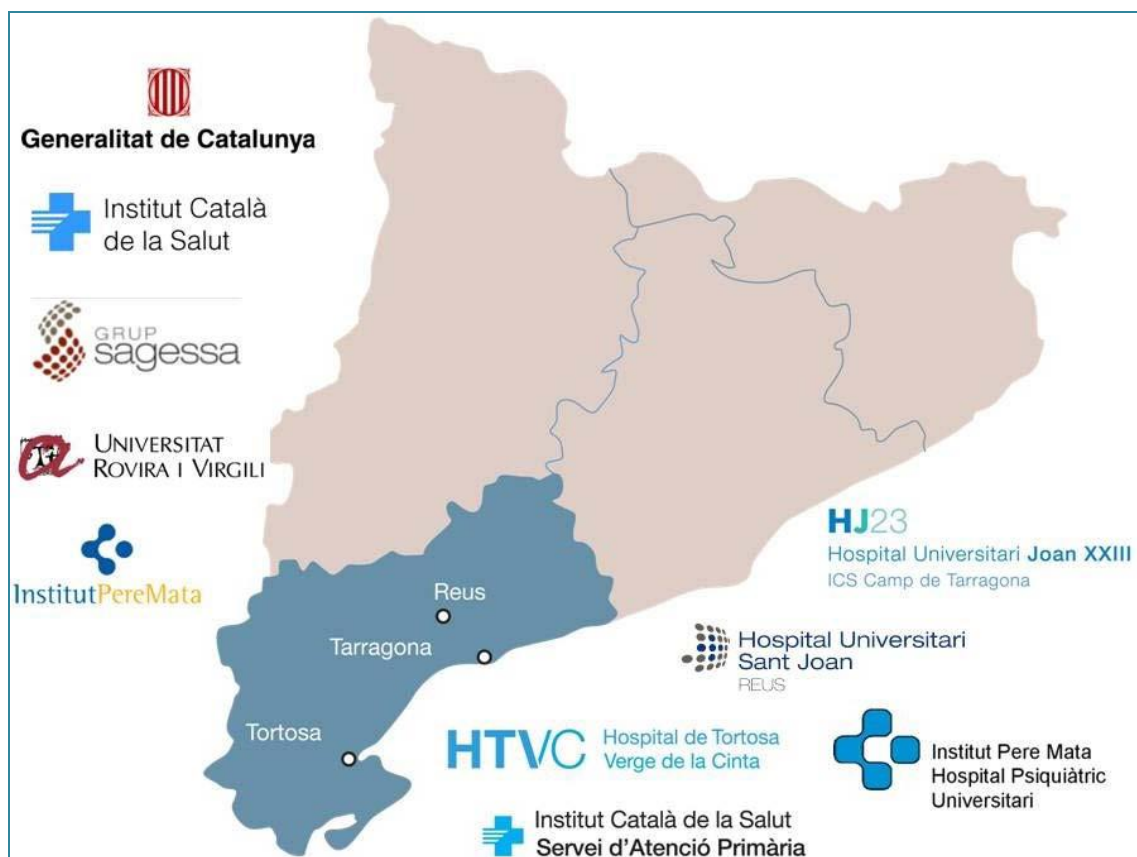 Generalitat de Catalunya
Institut Català
de la Salut
GRUP
sagessa
UNIVERSITAT
ROVIRA I VIRGILI
InstitutPereMata
Reus
Tarragona
Tortosa
HJ23
Hospital Universitari Joan XXIII
ICS Camp de Tarragona
Hospital Universitari
Sant Joan
REUS
HTVC
Hospital de Tortosa
Verge de la Cinta
Institut Pere Mata
Hospital Psiquiàtric
Universitari
Institut Català de la Salut
Servei d'Atenció Primària